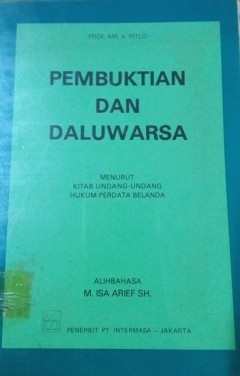 PROF. MR. A. PITLO
PEMBUKTIAN
DAN
DALUWARSA
MENURUT
KITAB UNDANG-UNDANG
HUKUM PERDATA BELANDA
ALIHBAHASA
M. ISA ARIEF SH.
PENERBIT PT. INTERMASA – JAKARTA